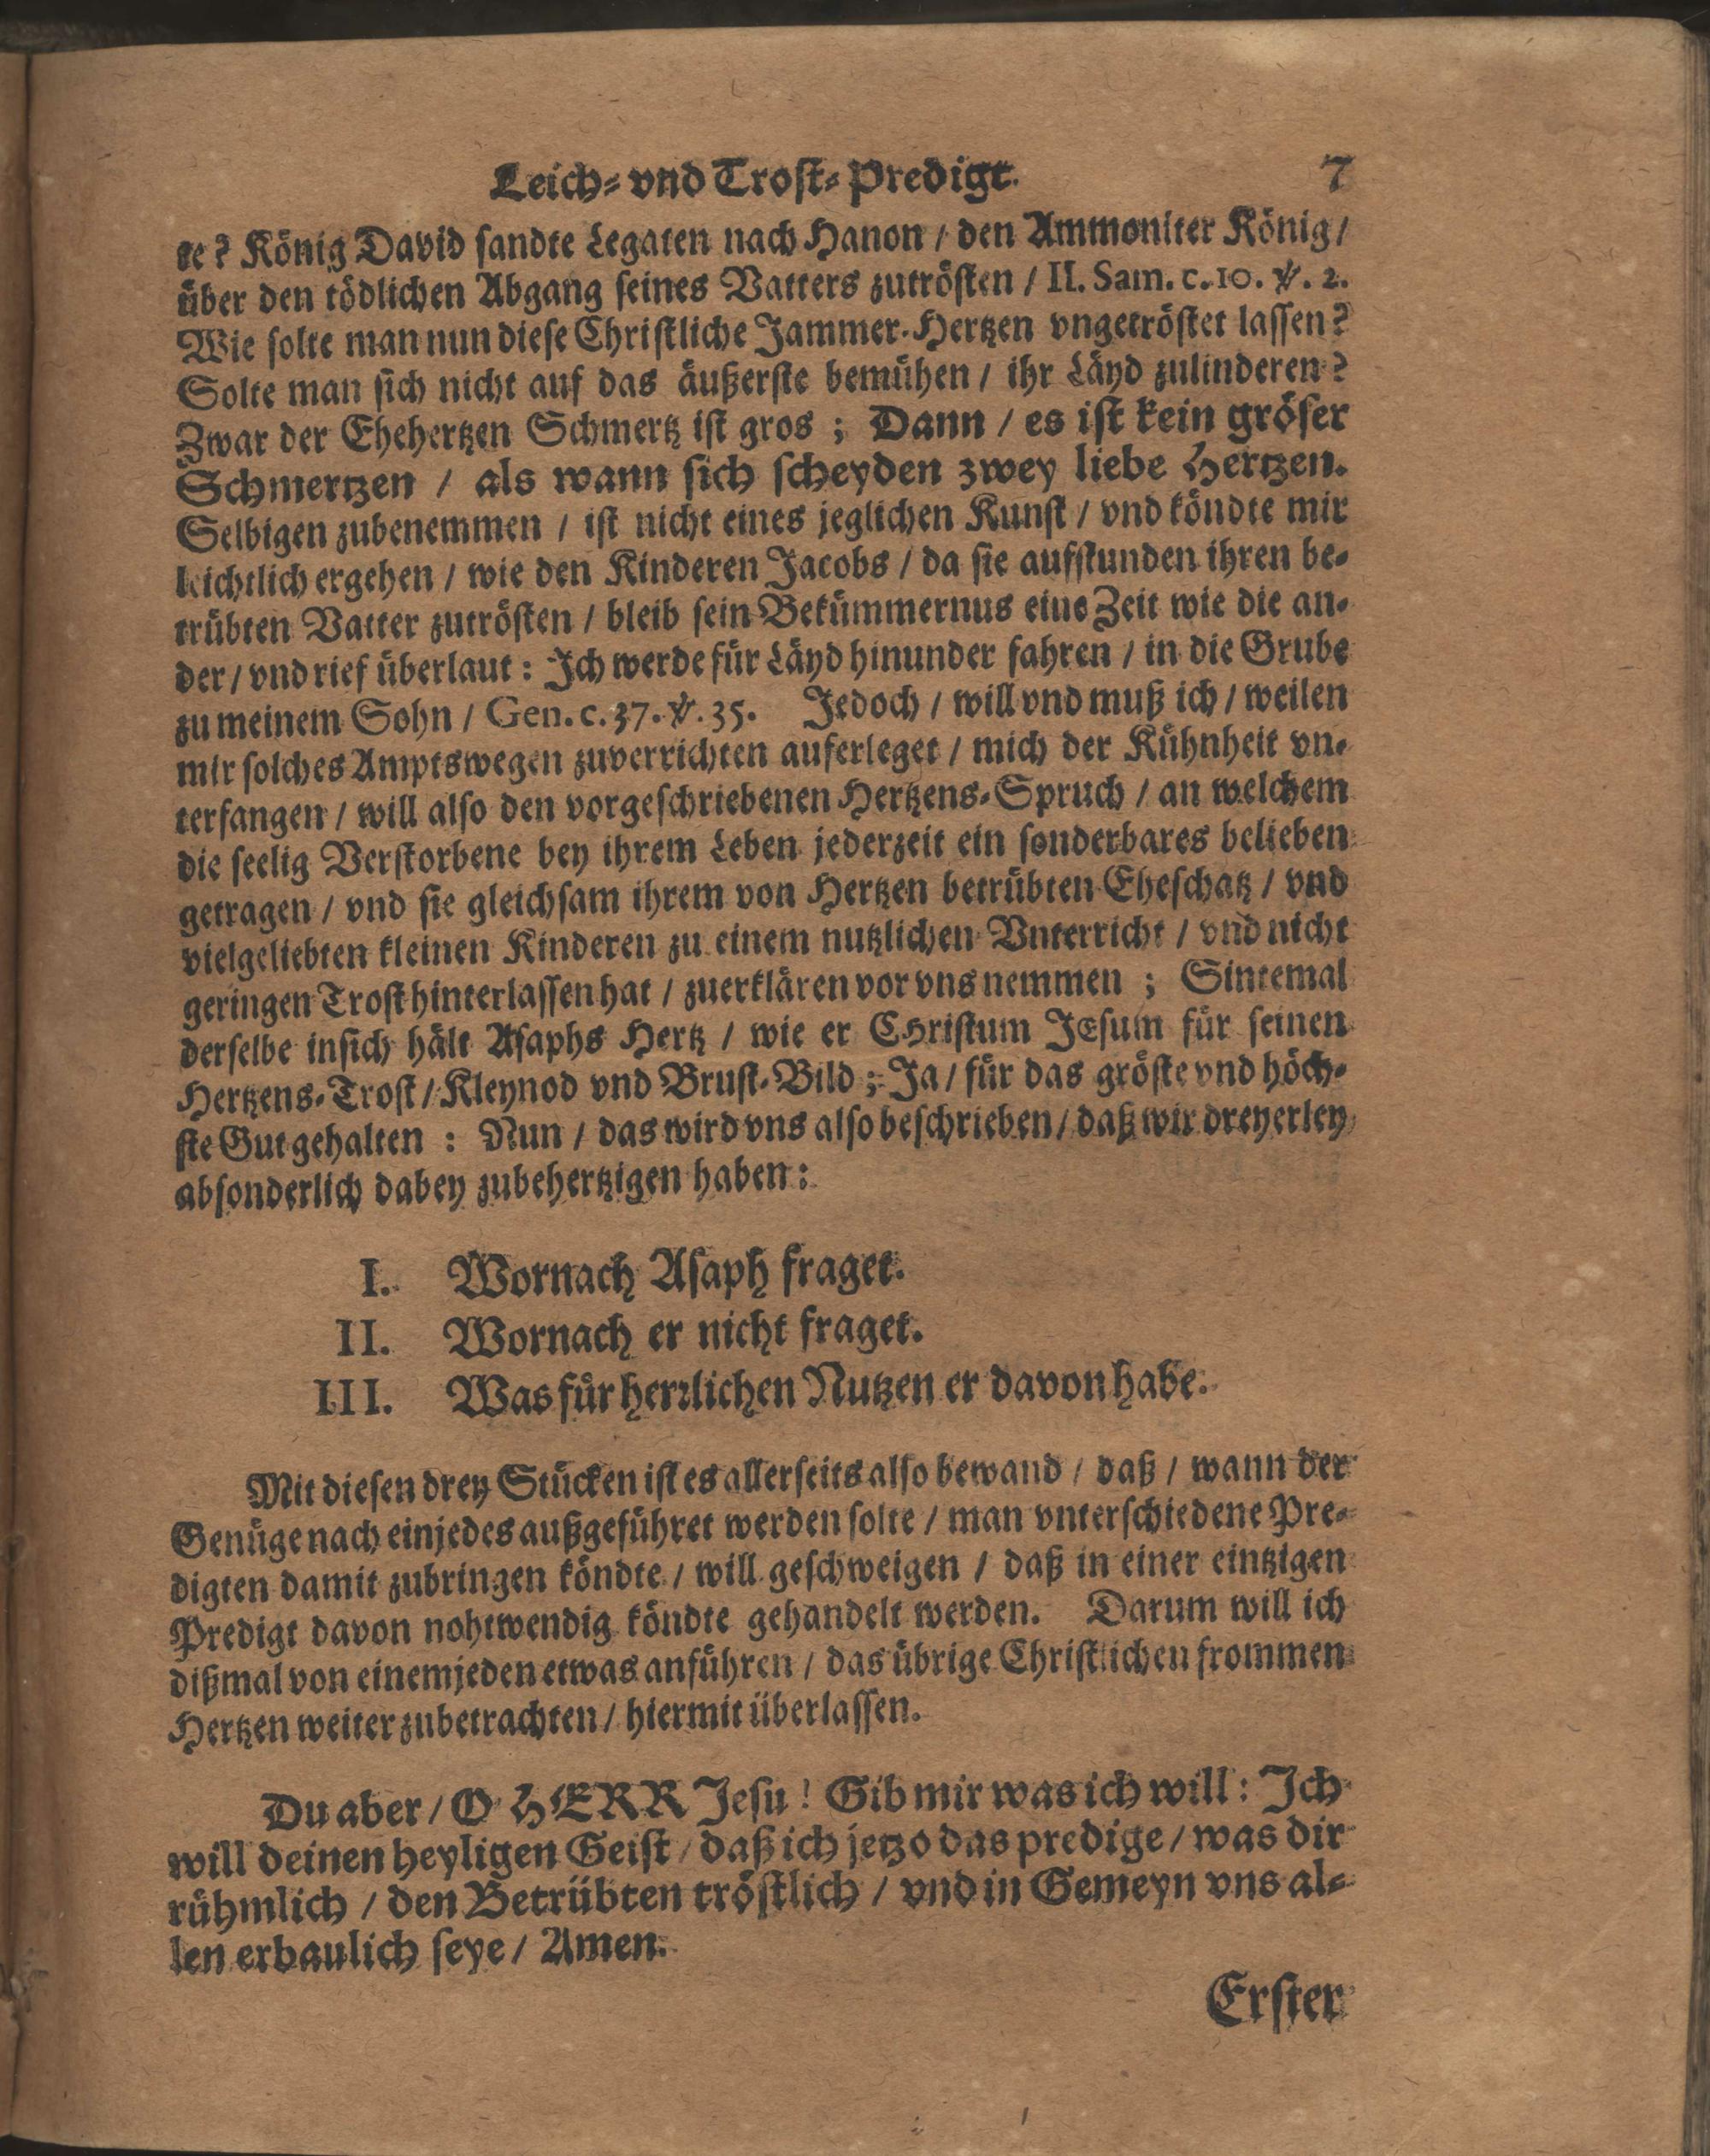 Leich- vnd Trost-Predigt. 7
te? König David sandte Legaten nach Hanon / den Ammoniter König /
über den tödlichen Abgang seines Vatters zutrösten / II. Sam. c. 10. ℣. 2.
Wie solte man nun diese Christliche Jammer-Hertzen vngetröstet lassen?
Solte man sich nicht auf das äußerste bemühen / ihr Läyd zulinderen?
Zwar der Ehehertzen Schmertz ist gros ; Dann / es ist kein gröser
Schmertzen / als wann sich scheyden zwey liebe Hertzen.
Selbigen zubenemmen / ist nicht eines jeglichen Kunst / vnd köndte mir
leichtlich ergehen / wie den Kinderen Jacobs / da sie aufstunden ihren be-
trübten Vatter zutrösten / bleib sein Bekümmernus eine Zeit wie die an-
der / vnd rief überlaut : Ich werde für Läyd hinunder fahren / in die Grube
zu meinem Sohn / Gen. c. 37. ℣. 35. Jedoch / will vnd muß ich / weilen
mir solches Amptswegen zuverrichten auferleget / mich der Kühnheit vn-
terfangen / will also den vorgeschriebenen Hertzens-Spruch / an welchem
die seelig Verstorbene bey ihrem Leben jederzeit ein sonderbares belieben
getragen / vnd sie gleichsam ihrem von Hertzen betrübten Eheschatz / vnd
vielgeliebten kleinen Kinderen zu einem nutzlichen Vnterricht / vnd nicht
geringen Trost hinterlassen hat / zuerklären vor vns nemmen ; Sintemal
derselbe insich hält Asaphs Hertz / wie er CHristum JEsum für seinen
Hertzens-Trost / Kleynod vnd Brust-Bild ; Ja / für das gröste vnd höch-
ste Gut gehalten : Nun / das wird vns also beschrieben / daß wir dreyerley
absonderlich dabey zubehertzigen haben :
I. Wornach Asaph fraget.
II. Wornach er nicht fraget.
III. Was für herrlichen Nutzen er davon habe.
Mit diesen drey Stücken ist es allerseits also bewand / daß / wann der
Genüge nach einjedes außgeführet werden solte / man vnterschiedene Pre-
digten damit zubringen köndte / will geschweigen / daß in einer eintzigen
Predigt davon nohtwendig köndte gehandelt werden. Darum will ich
dißmal von einemjeden etwas anführen / das übrige Christlichen frommen
Hertzen weiter zubetrachten / hiermit überlassen.
Du aber / O HERR Jesu ! Gib mir was ich will : Ich
will deinen heyligen Geist / daß ich jetzo das predige / was dir
rühmlich / den Betrübten tröstlich / vnd in Gemeyn vns al-
len erbaulich seye / Amen.
Erster